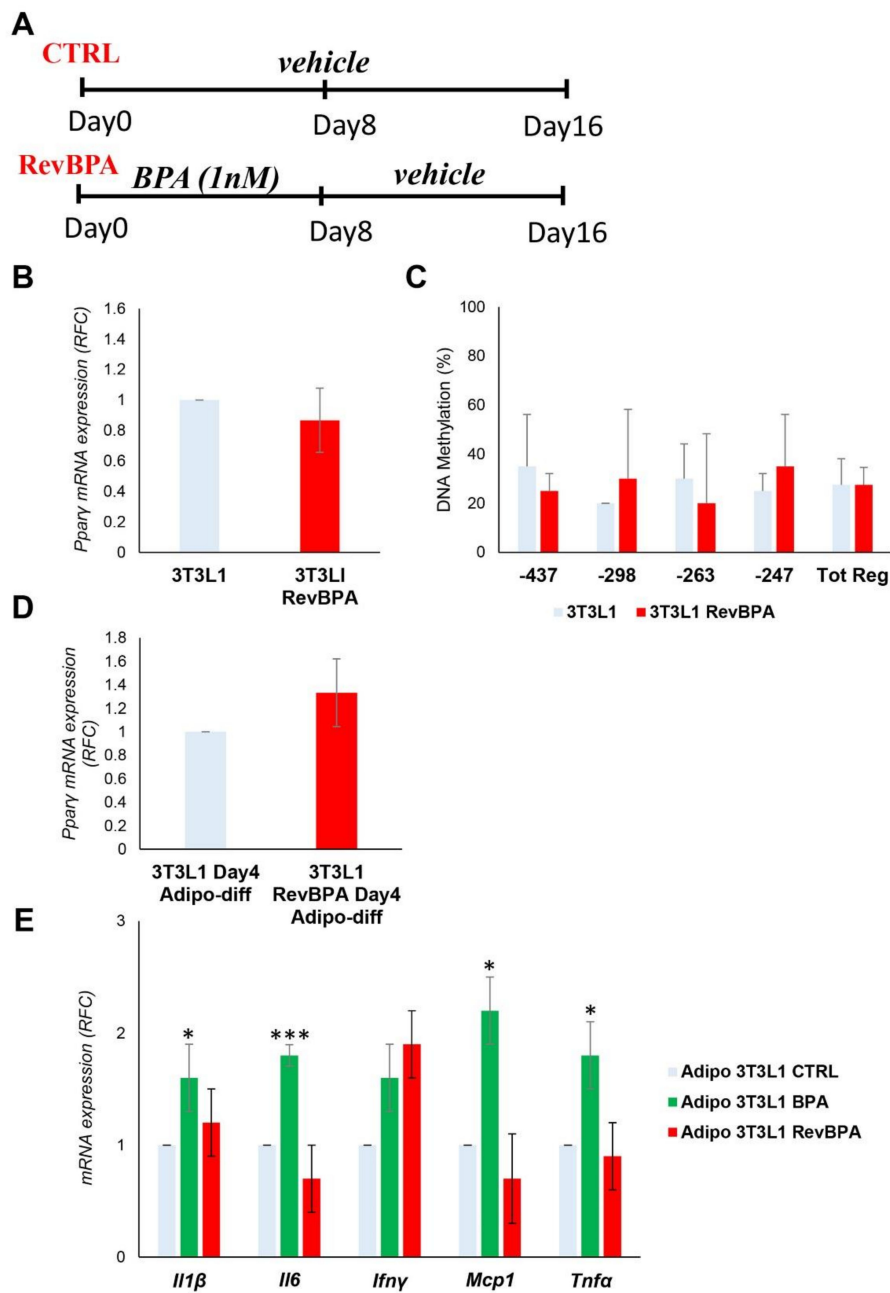 A
CTRL
vehicle
Day0 Day8 Day16
RevBPA
BPA (1nM) vehicle
Day0 Day8 Day16
B
Pparγ mRNA expression (RFC)
1.6
1.4
1.2
1
0.8
0.6
0.4
0.2
0
3T3L1 3T3LI
RevBPA
C
DNA Methylation (%)
100
80
60
40
20
0
-437 -298 -263 -247 Tot Reg
3T3L1 3T3L1 RevBPA
D
Pparγ mRNA expression
(RFC)
1.8
1.6
1.4
1.2
1
0.8
0.6
0.4
0.2
0
3T3L1 Day4
Adipo-diff
3T3L1
RevBPA Day4
Adipo-diff
E
mRNA expression (RFC)
3
2
1
0
* *** * *
Il1β Il6 Ifnγ Mcp1 Tnfα
Adipo 3T3L1 CTRL
Adipo 3T3L1 BPA
Adipo 3T3L1 RevBPA